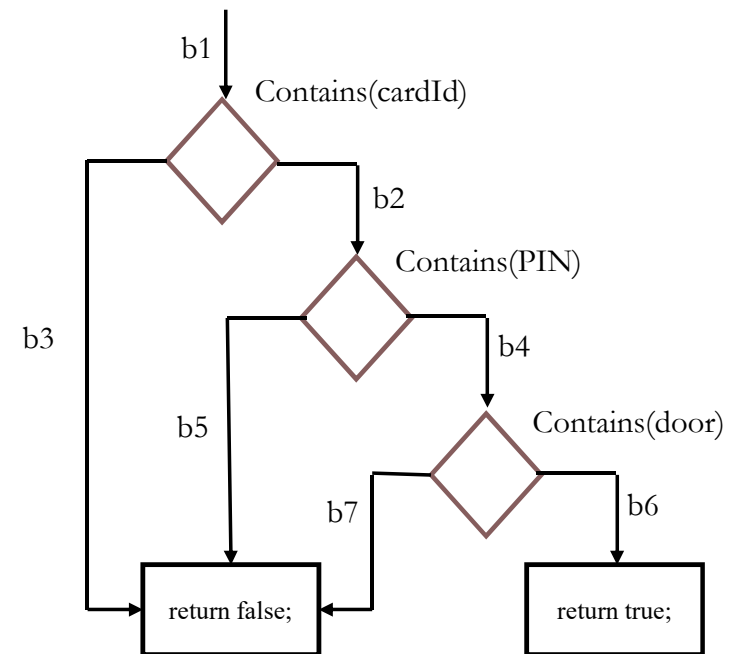 b1
Contains(cardId)
b2
Contains(PIN)
b3
b4
b5
Contains(door)
b7
b6
return false;
return true;